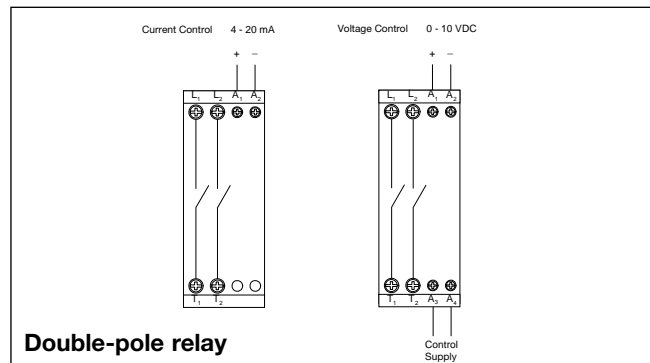 Current Control 4 - 20 mA
Voltage Control 0 - 10 VDC
+ −
+ −
L1 L2 A1 A2
L1 L2 A1 A2
T1 T2
T1 T2 A3 A4
Double-pole relay
Control
Supply